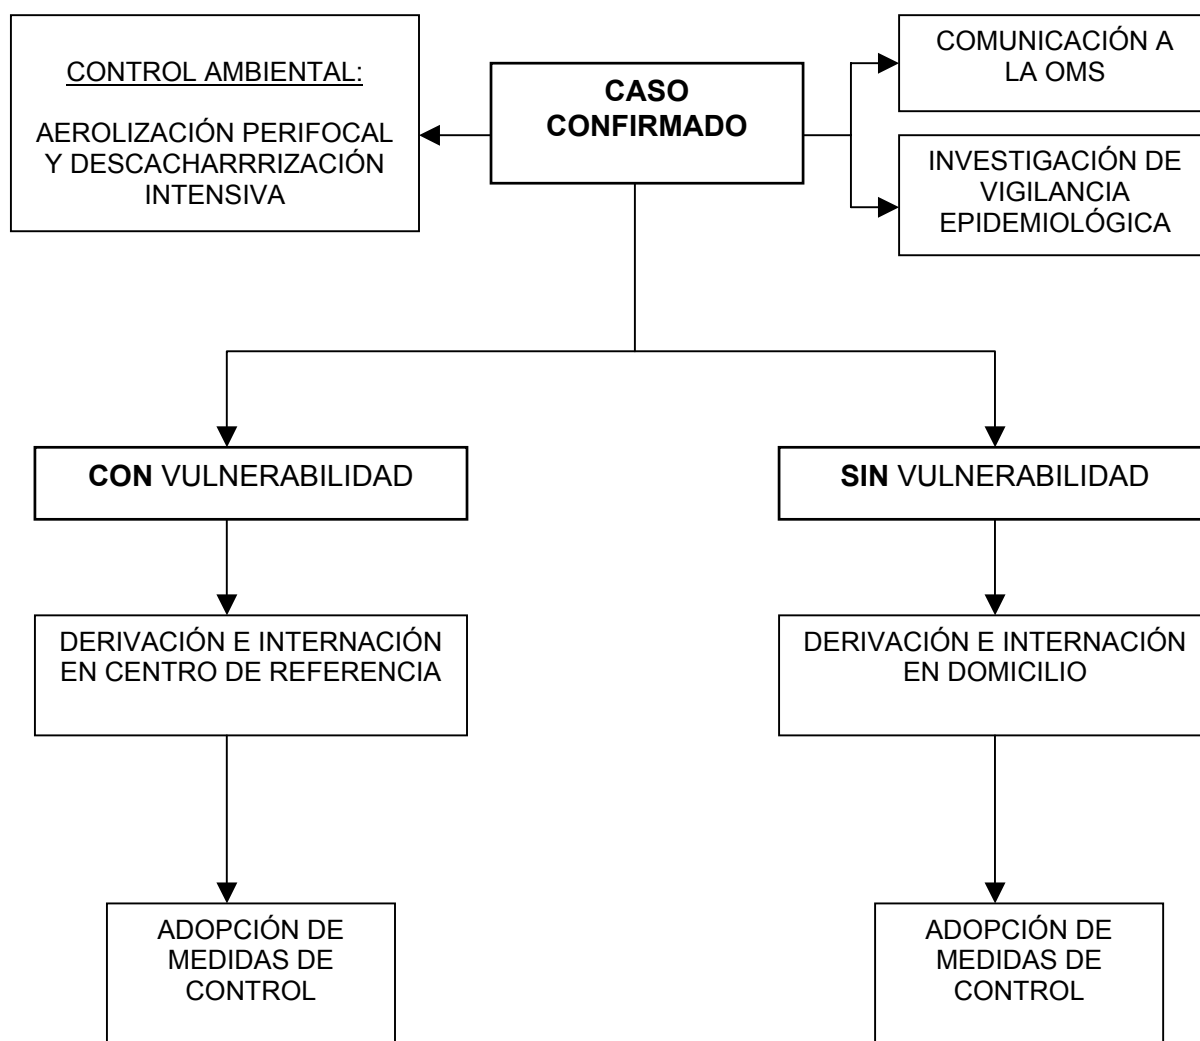 CONTROL AMBIENTAL:
AEROLIZACIÓN PERIFOCAL
Y DESCACHARRRIZACIÓN
INTENSIVA
CASO
CONFIRMADO
COMUNICACIÓN A
LA OMS
INVESTIGACIÓN DE
VIGILANCIA
EPIDEMIOLÓGICA
CON VULNERABILIDAD
SIN VULNERABILIDAD
DERIVACIÓN E INTERNACIÓN
EN CENTRO DE REFERENCIA
DERIVACIÓN E INTERNACIÓN
EN DOMICILIO
ADOPCIÓN DE
MEDIDAS DE
CONTROL
ADOPCIÓN DE
MEDIDAS DE
CONTROL